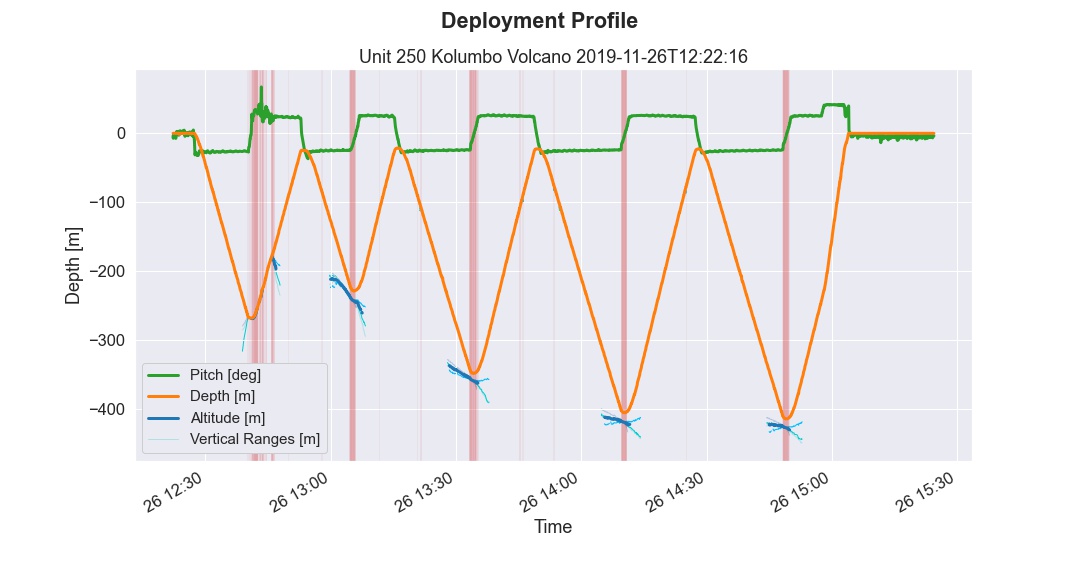 Deployment Profile
Unit 250 Kolumbo Volcano 2019-11-26T12:22:16
Depth [m]
0
−100
−200
−300
−400
Pitch [deg]
Depth [m]
Altitude [m]
Vertical Ranges [m]
26 12:30
26 13:00
26 13:30
26 14:00
26 14:30
26 15:00
26 15:30
Time